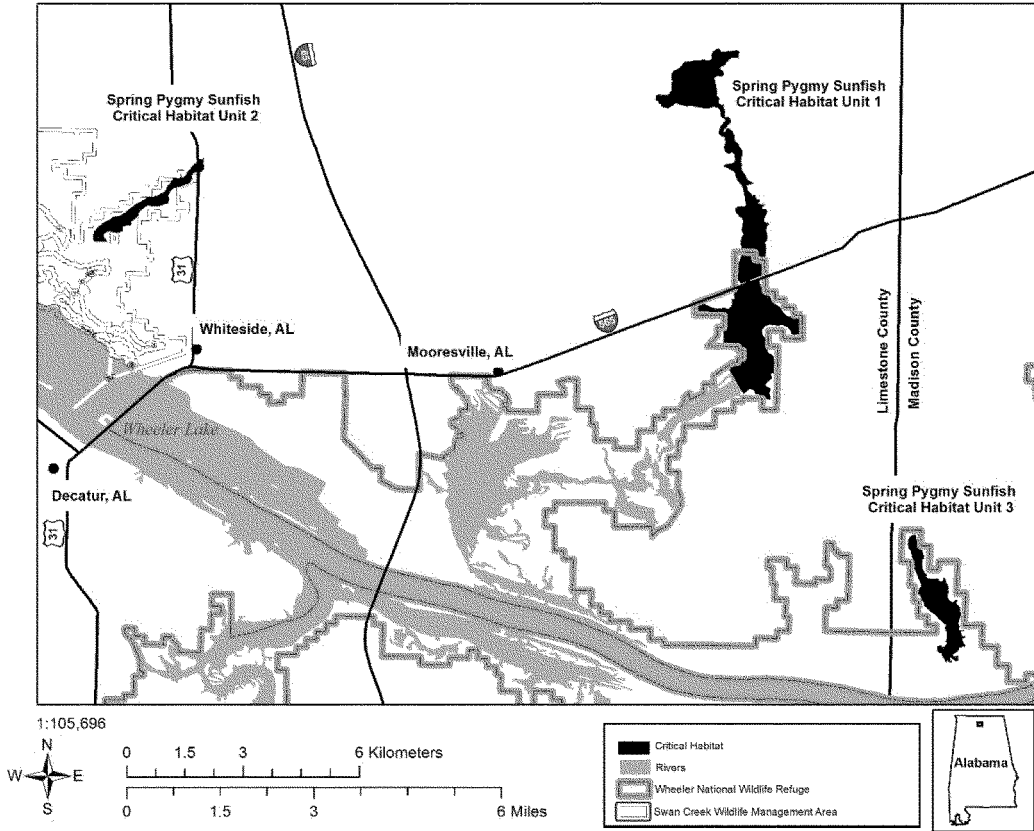 Spring Pygmy Sunfish
Critical Habitat Unit 2
Spring Pygmy Sunfish
Critical Habitat Unit 1
31
Whiteside, AL
Mooresville, AL
Limestone County
Madison County
Wheeler Lake
Decatur, AL
31
Spring Pygmy Sunfish
Critical Habitat Unit 3
1:105,696
N
W E
S
0 1.5 3 6 Kilometers
0 1.5 3 6 Miles
Critical Habitat
Rivers
Wheeler National Wildlife Refuge
Swan Creek Wildlife Management Area
Alabama